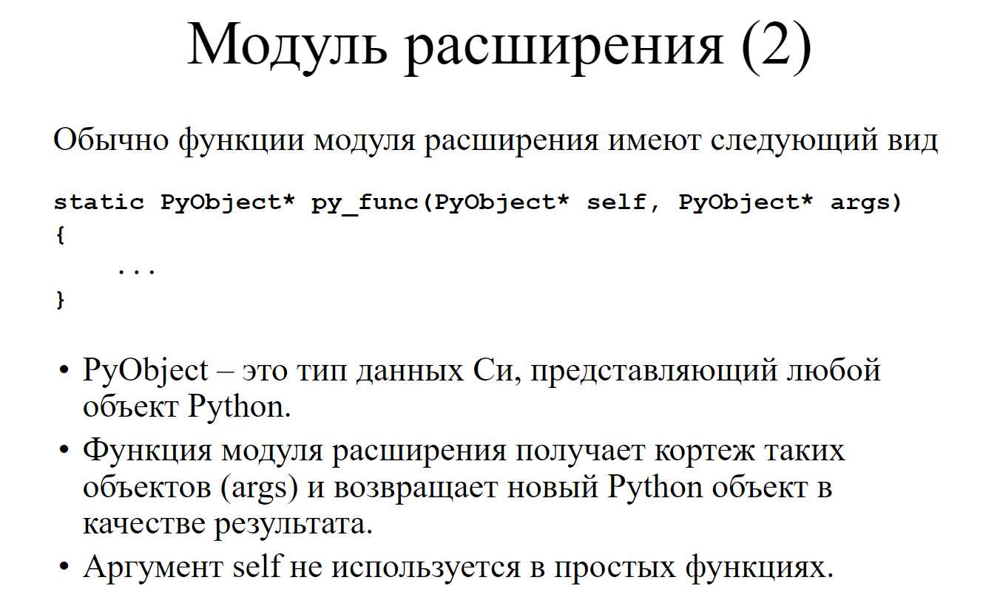 Модуль расширения (2)
Обычно функции модуля расширения имеют следующий вид
static PyObject* py_func(PyObject* self, PyObject* args)
{
...
}
• PyObject – это тип данных Си, представляющий любой
объект Python.
• Функция модуля расширения получает кортеж таких
объектов (args) и возвращает новый Python объект в
качестве результата.
• Аргумент self не используется в простых функциях.